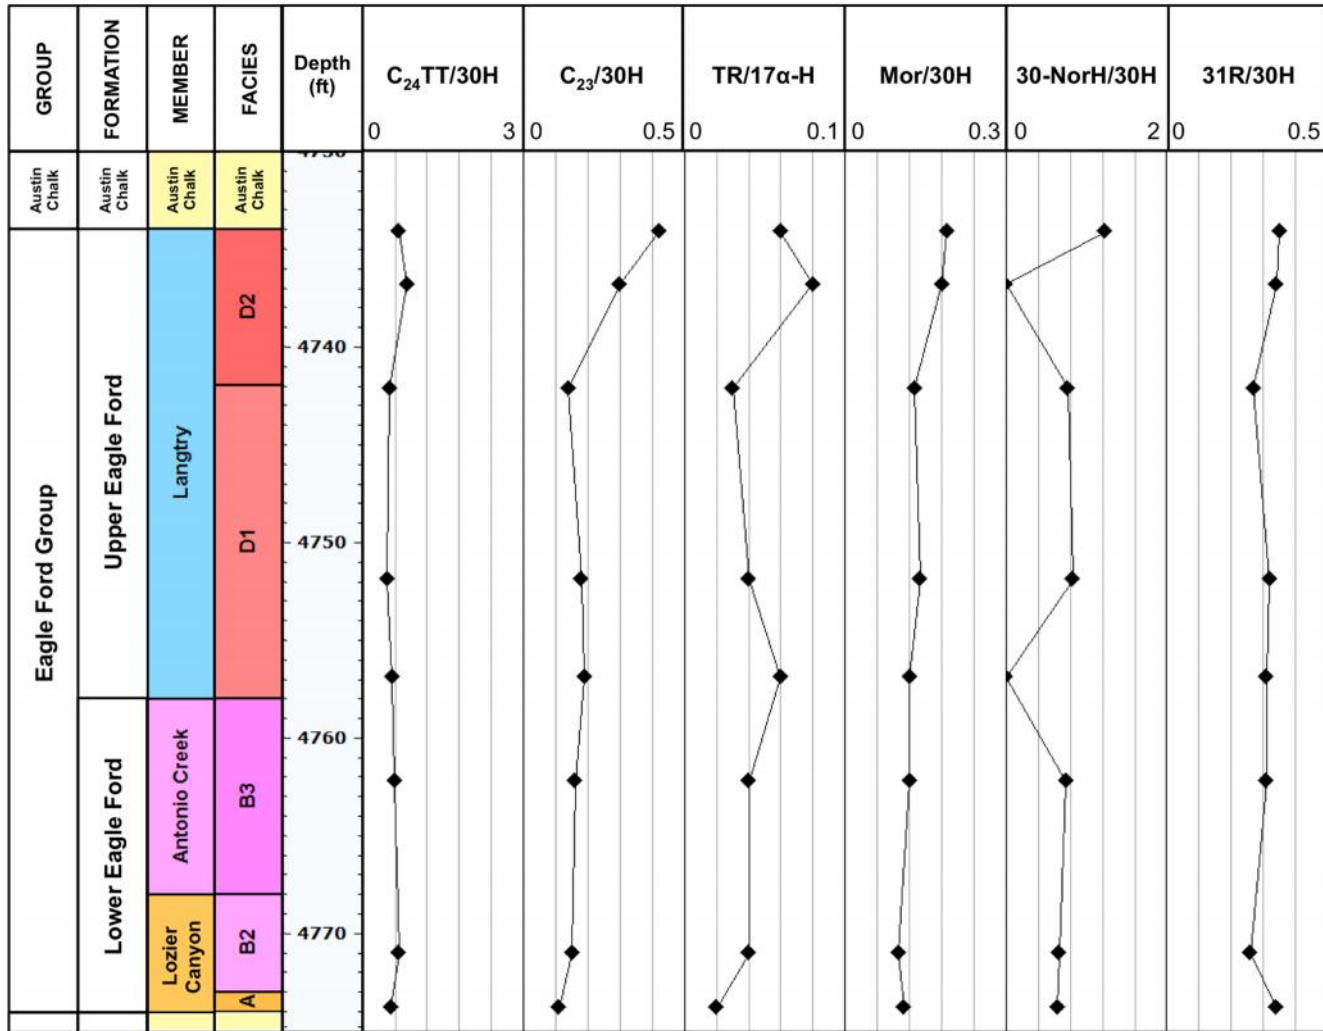 GROUP
FORMATION
MEMBER
FACIES
Depth
(ft)
C₂₄TT/30H
C₂₃/30H
TR/17α-H
Mor/30H
30-NorH/30H
31R/30H
0 3
0 0.5
0 0.1
0 0.3
0 2
0 0.5
4730
Austin
Chalk
Austin
Chalk
Austin
Chalk
Austin
Chalk
Eagle Ford Group
Upper Eagle Ford
Lower Eagle Ford
Langtry
Antonio Creek
Lozier
Canyon
D2
D1
B3
B2
A
4740
4750
4760
4770